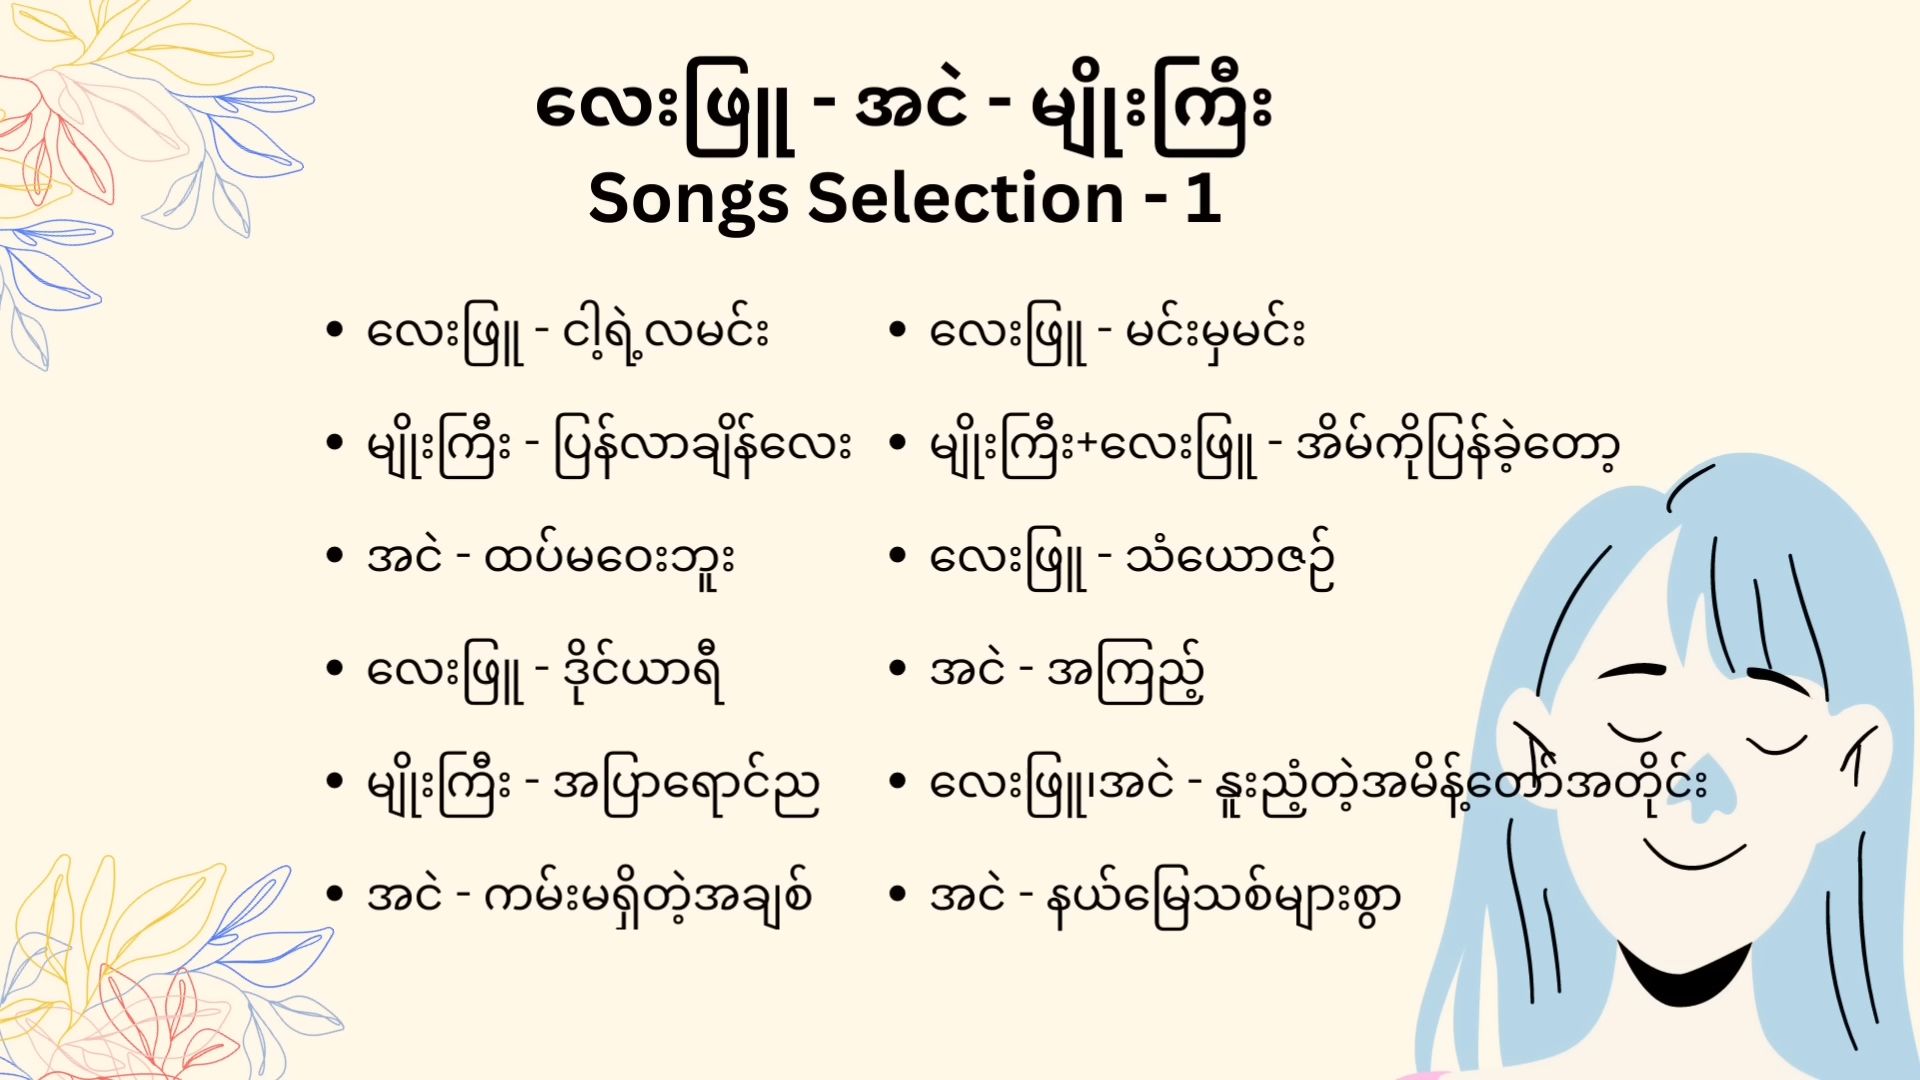 လေးဖြူ - အငဲ - မျိုးကြီး
Songs Selection - 1
• လေးဖြူ - ငါ့ရဲ့လမင်း
• မျိုးကြီး - ပြန်လာချိန်လေး
• အငဲ - ထပ်မဝေးဘူး
• လေးဖြူ - ဒိုင်ယာရီ
• မျိုးကြီး - အပြာရောင်ည
• အငဲ - ကမ်းမရှိတဲ့အချစ်
• လေးဖြူ - မင်းမှမင်း
• မျိုးကြီး+လေးဖြူ - အိမ်ကိုပြန်ခဲ့တော့
• လေးဖြူ - သံယောဇဉ်
• အငဲ - အကြည့်
• လေးဖြူ၊အငဲ - နူးညံ့တဲ့အမိန့်တော်အတိုင်း
• အငဲ - နယ်မြေသစ်များစွာ